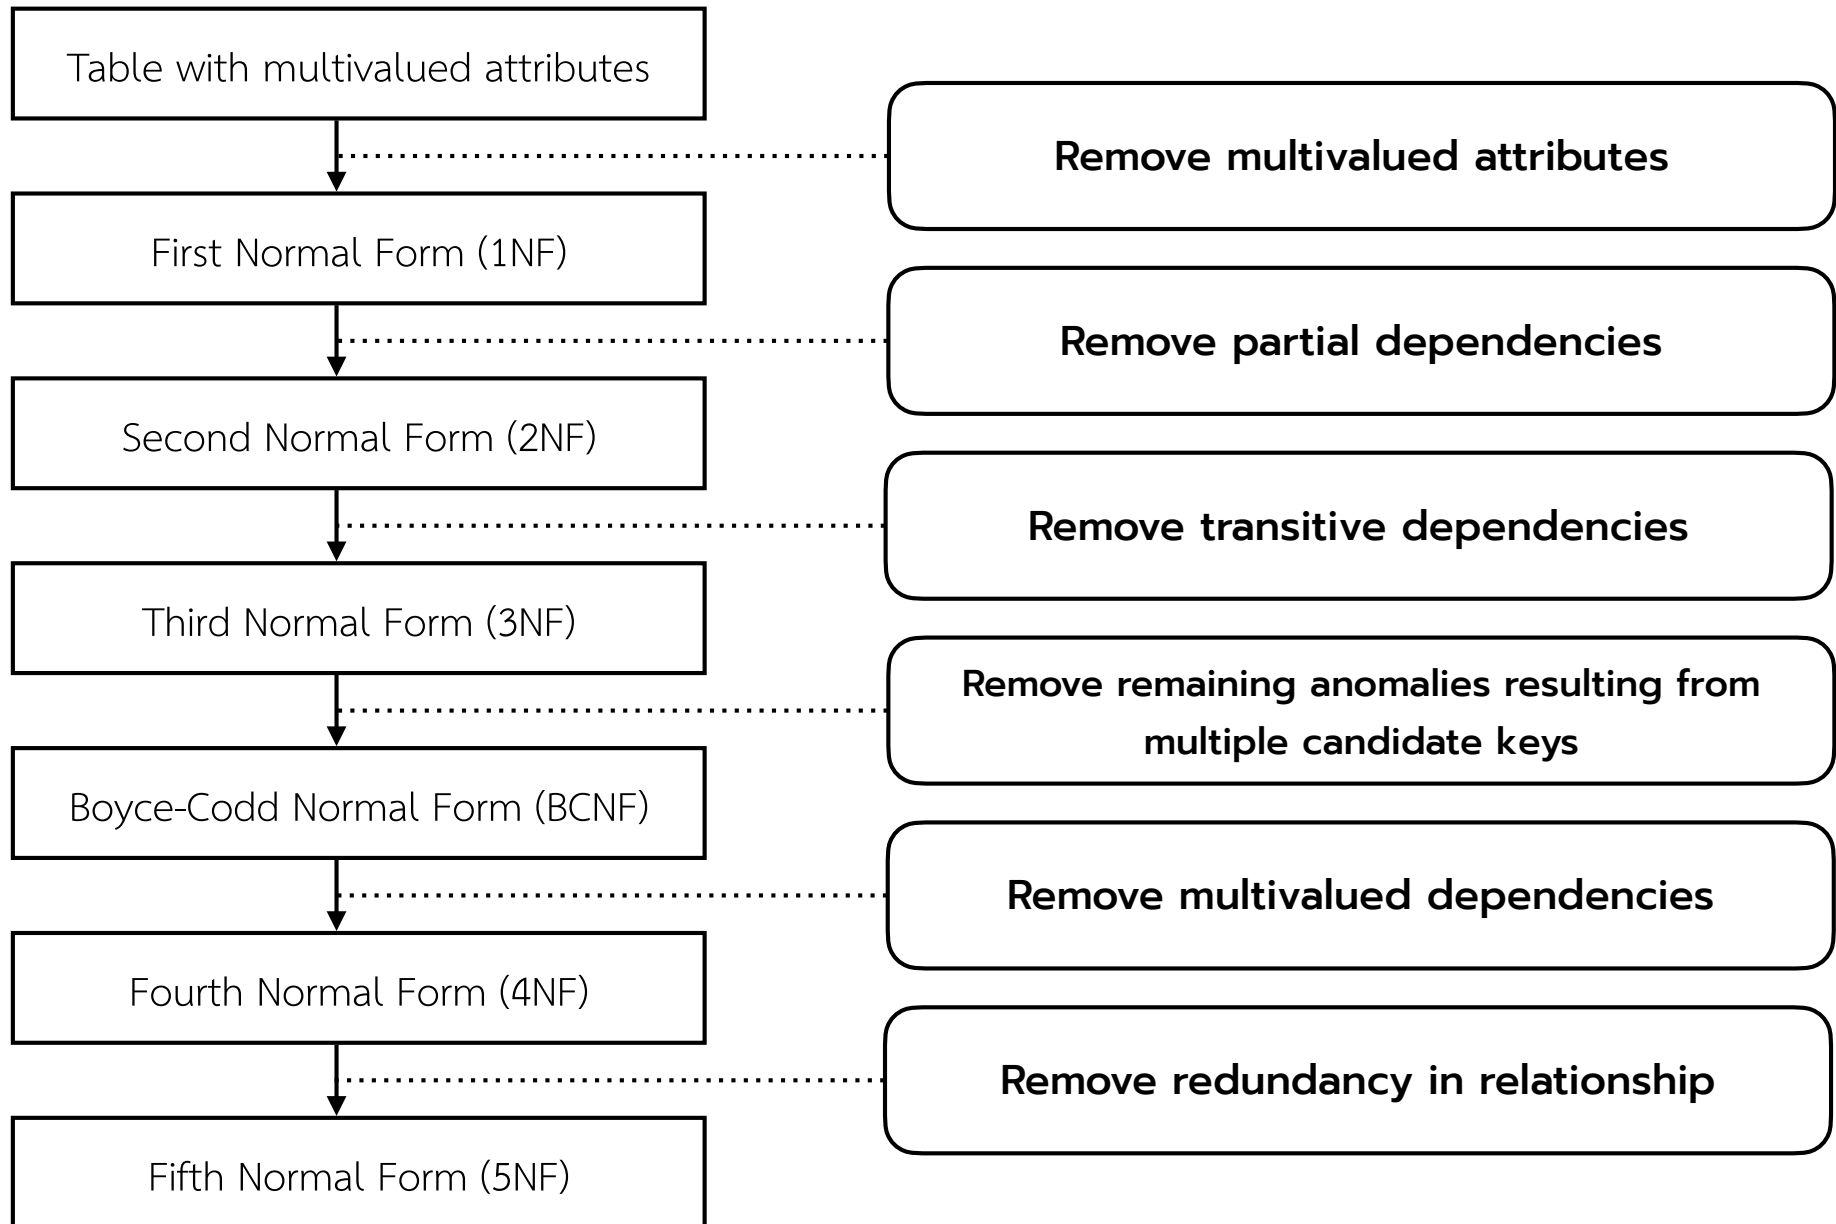 Table with multivalued attributes
Remove multivalued attributes
First Normal Form (1NF)
Remove partial dependencies
Second Normal Form (2NF)
Remove transitive dependencies
Third Normal Form (3NF)
Remove remaining anomalies resulting from
multiple candidate keys
Boyce-Codd Normal Form (BCNF)
Remove multivalued dependencies
Fourth Normal Form (4NF)
Remove redundancy in relationship
Fifth Normal Form (5NF)